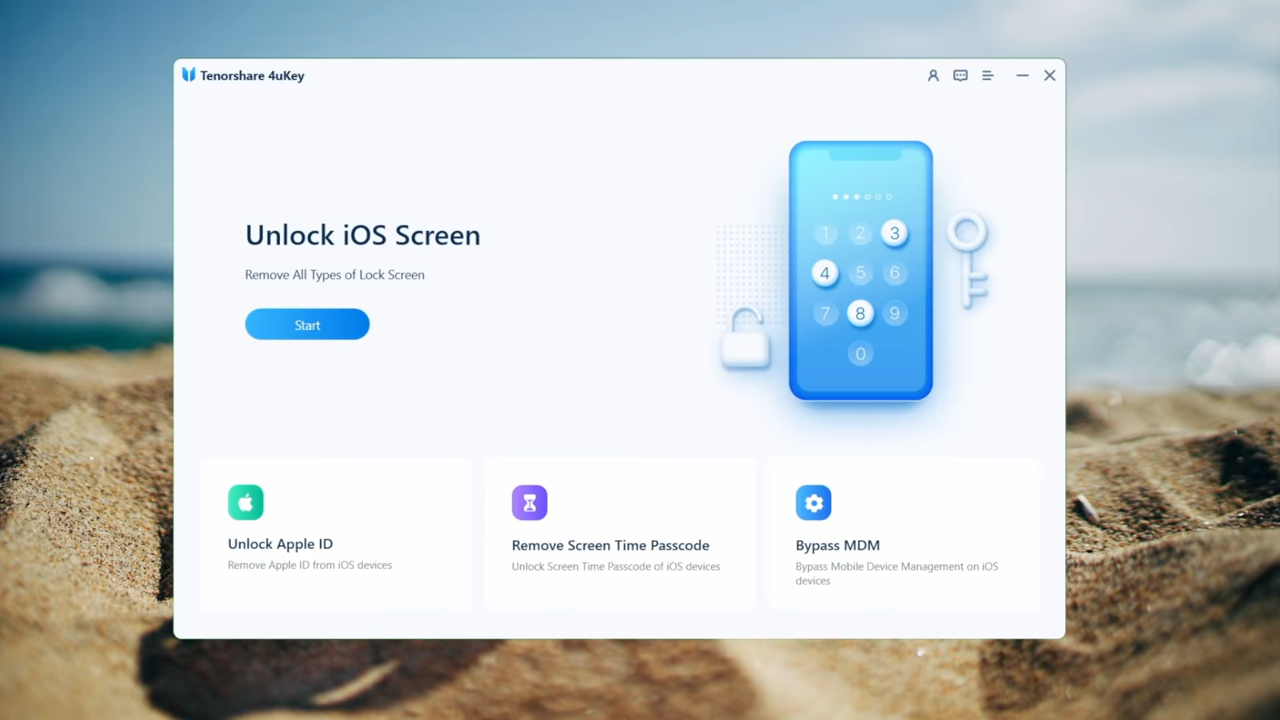 Tenorshare 4uKey
Unlock iOS Screen
Remove All Types of Lock Screen
Start
1 2 3
4 5 6
7 8 9
0
Unlock Apple ID
Remove Apple ID from iOS devices
Remove Screen Time Passcode
Unlock Screen Time Passcode of iOS devices
Bypass MDM
Bypass Mobile Device Management on iOS
devices